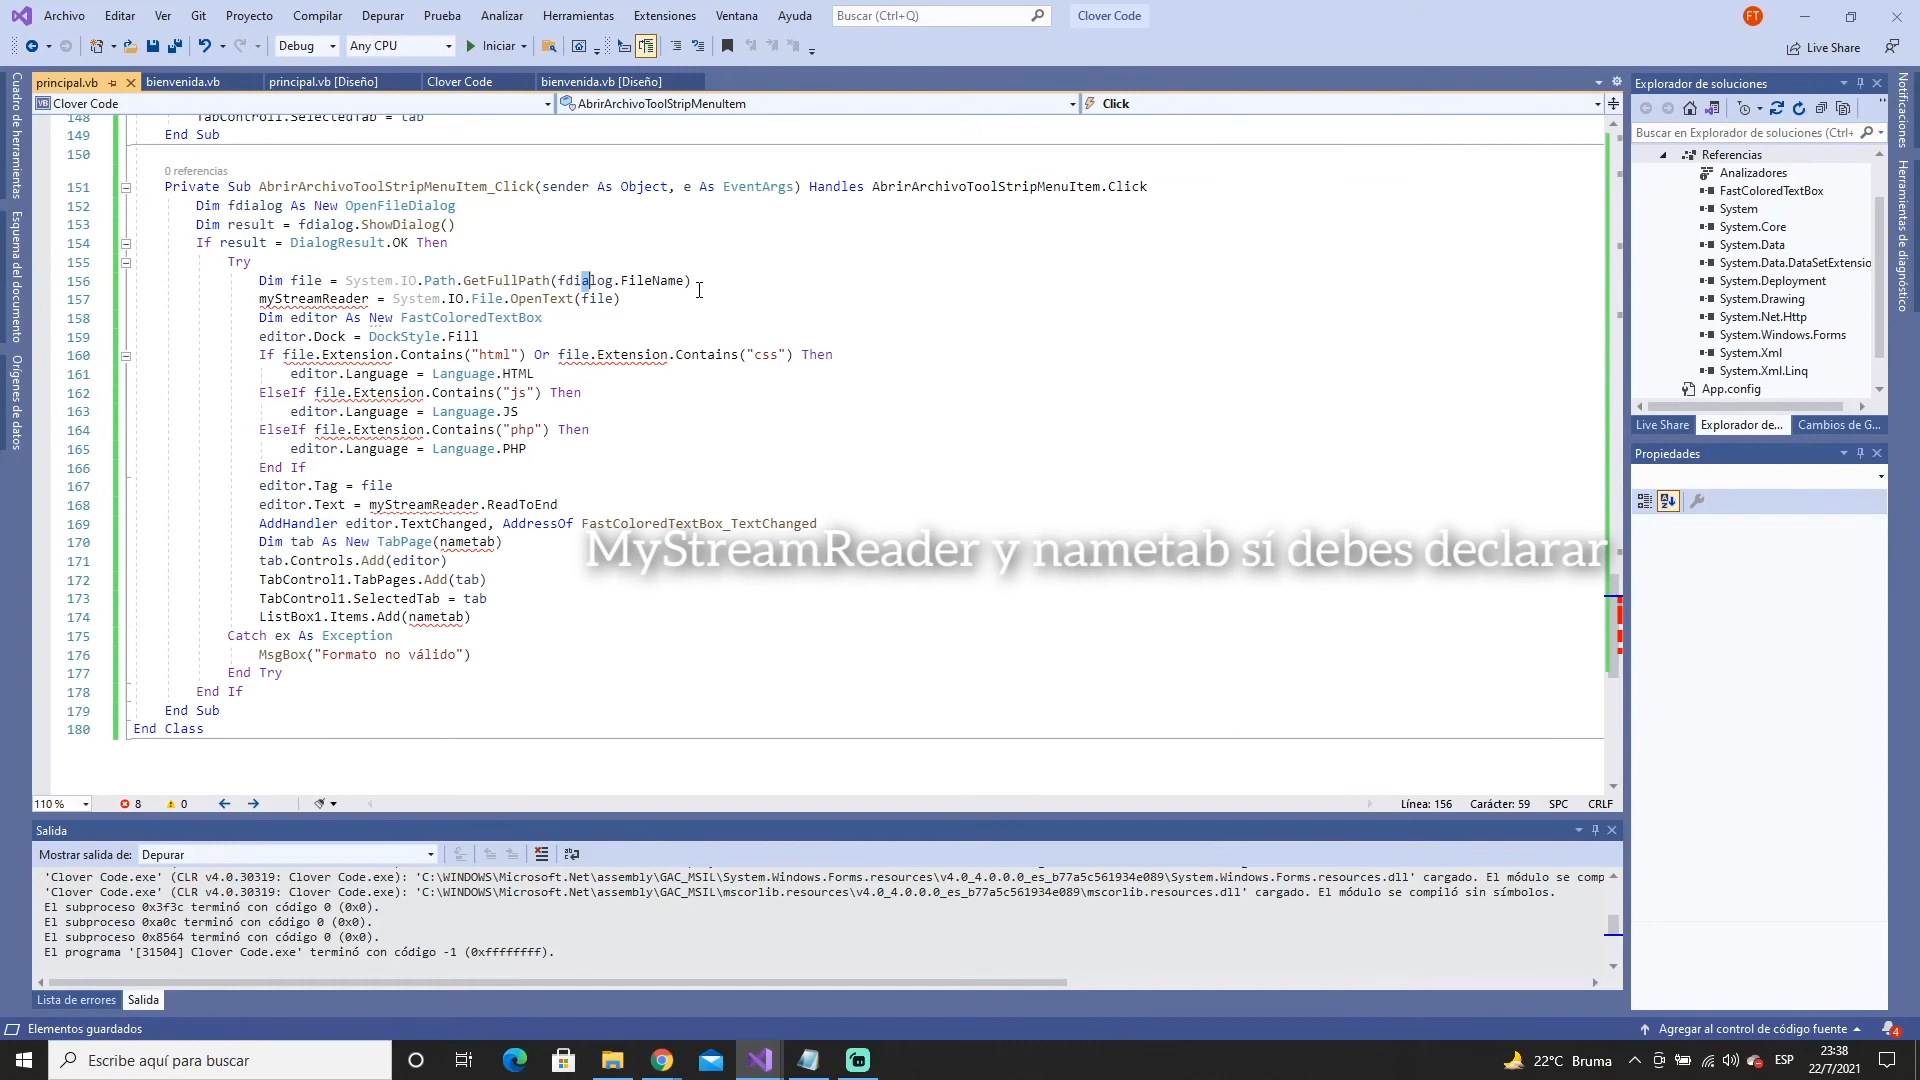 Archivo Editar Ver Git Proyecto Compilar Depurar Prueba Analizar Herramientas Extensiones Ventana Ayuda Buscar (Ctrl+Q) Clover Code FT
Debug Any CPU Iniciar Live Share
principal.vb bienvenida.vb principal.vb [Diseño] Clover Code bienvenida.vb [Diseño]
Clover Code AbrirArchivoToolStripMenuItem Click
Cuadro de herramientas
Esquema del documento
Orígenes de datos
148 TabControl1.SelectedTab = tab
149 End Sub
150
0 referencias
151 Private Sub AbrirArchivoToolStripMenuItem_Click(sender As Object, e As EventArgs) Handles AbrirArchivoToolStripMenuItem.Click
152 Dim fdialog As New OpenFileDialog
153 Dim result = fdialog.ShowDialog()
154 If result = DialogResult.OK Then
155 Try
156 Dim file = System.IO.Path.GetFullPath(fdialog.FileName)
157 myStreamReader = System.IO.File.OpenText(file)
158 Dim editor As New FastColoredTextBox
159 editor.Dock = DockStyle.Fill
160 If file.Extension.Contains("html") Or file.Extension.Contains("css") Then
161 editor.Language = Language.HTML
162 ElseIf file.Extension.Contains("js") Then
163 editor.Language = Language.JS
164 ElseIf file.Extension.Contains("php") Then
165 editor.Language = Language.PHP
166 End If
167 editor.Tag = file
168 editor.Text = myStreamReader.ReadToEnd
169 AddHandler editor.TextChanged, AddressOf FastColoredTextBox_TextChanged
170 Dim tab As New TabPage(nametab)
171 tab.Controls.Add(editor)
172 TabControl1.TabPages.Add(tab)
173 TabControl1.SelectedTab = tab
174 ListBox1.Items.Add(nametab)
175 Catch ex As Exception
176 MsgBox("Formato no válido")
177 End Try
178 End If
179 End Sub
180 End Class
MyStreamReader y nametab sí debes declarar
110 % 8 0 Línea: 156 Carácter: 59 SPC CRLF
Salida
Mostrar salida de: Depurar
'Clover Code.exe' (CLR v4.0.30319: Clover Code.exe): 'C:\WINDOWS\Microsoft.Net\assembly\GAC_MSIL\System.Windows.Forms.resources\v4.0_4.0.0.0_es_b77a5c561934e089\System.Windows.Forms.resources.dll' cargado. El módulo se comp
'Clover Code.exe' (CLR v4.0.30319: Clover Code.exe): 'C:\WINDOWS\Microsoft.Net\assembly\GAC_MSIL\mscorlib.resources\v4.0_4.0.0.0_es_b77a5c561934e089\mscorlib.resources.dll' cargado. El módulo se compiló sin símbolos.
El subproceso 0x3f3c terminó con código 0 (0x0).
El subproceso 0xa0c terminó con código 0 (0x0).
El subproceso 0x8564 terminó con código 0 (0x0).
El programa '[31504] Clover Code.exe' terminó con código -1 (0xffffffff).
Lista de errores Salida
Explorador de soluciones
Buscar en Explorador de soluciones (Ctrl+
Referencias
Analizadores
FastColoredTextBox
System
System.Core
System.Data
System.Data.DataSetExtensio
System.Deployment
System.Drawing
System.Net.Http
System.Windows.Forms
System.Xml
System.Xml.Linq
App.config
Live Share Explorador de... Cambios de G...
Propiedades
Notificaciones
Herramientas de diagnóstico
Elementos guardados Agregar al control de código fuente 4
Escribe aquí para buscar 22°C Bruma ESP 23:38
22/7/2021